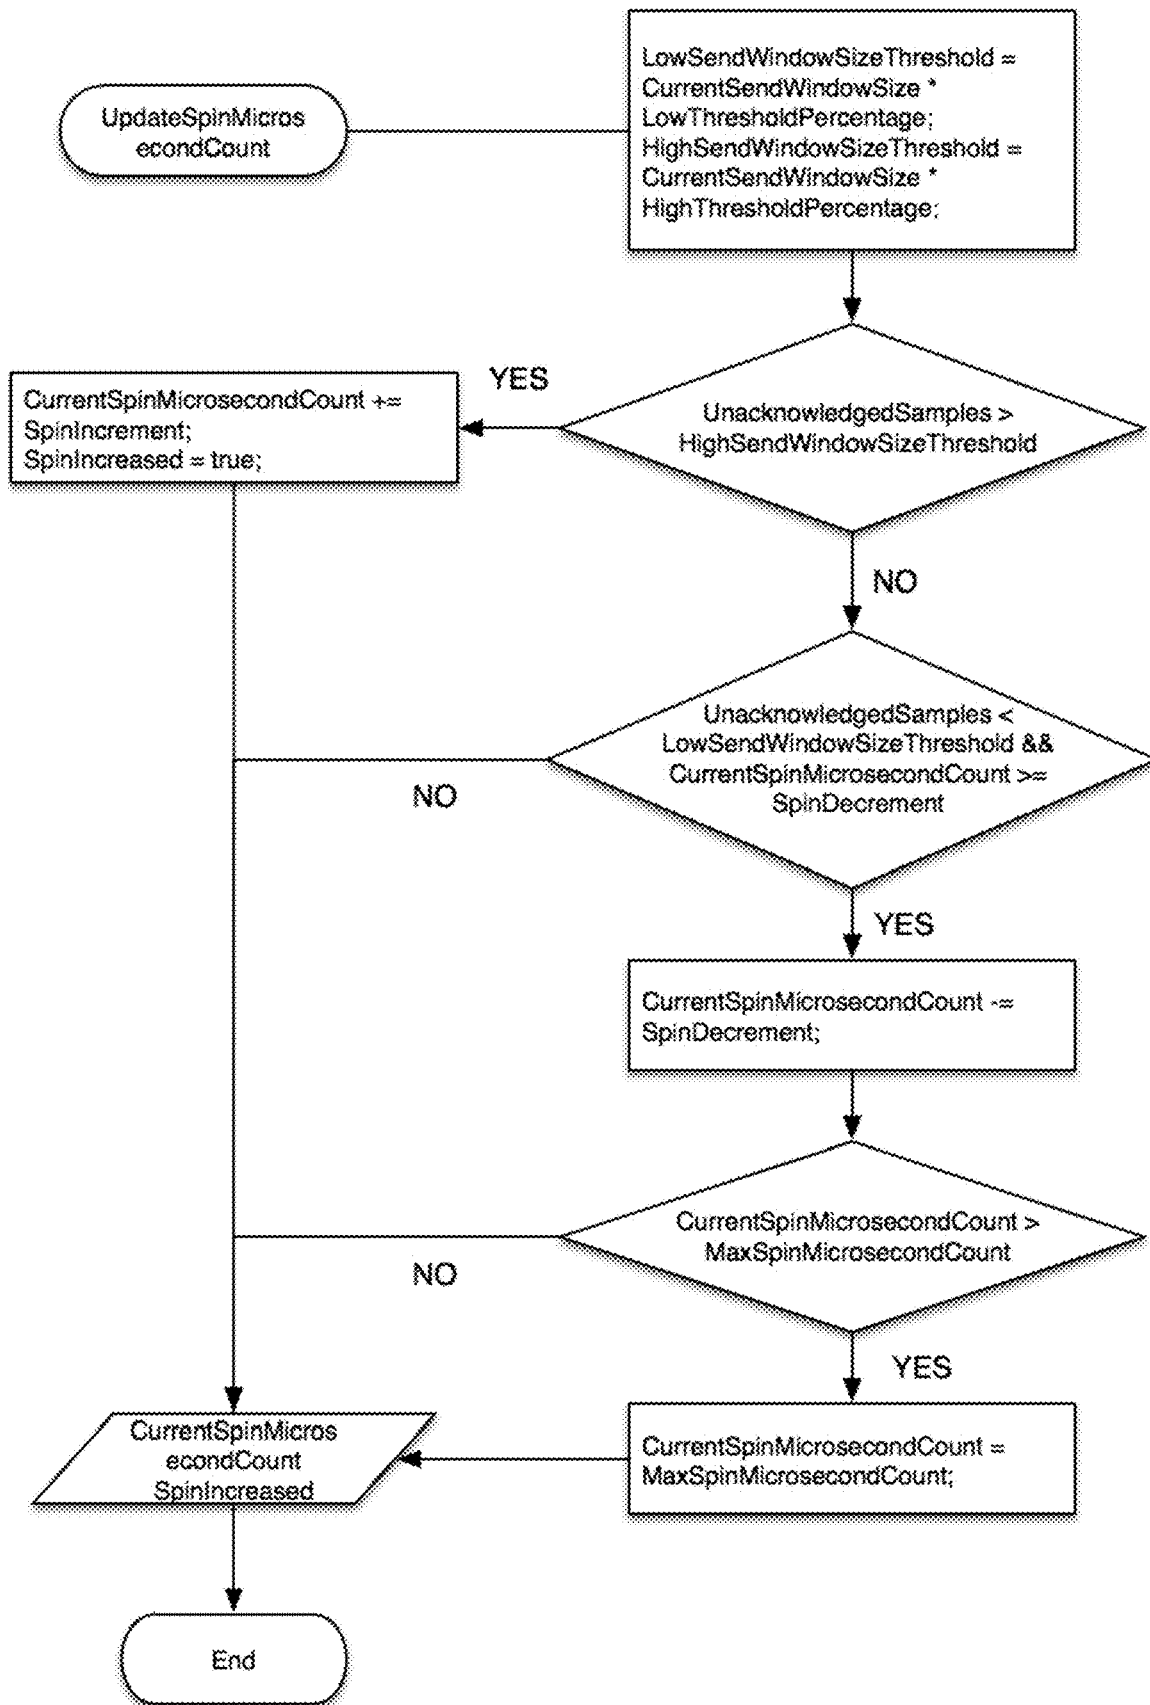 UpdateSpinMicros
econdCount
LowSendWindowSizeThreshold =
CurrentSendWindowSize *
LowThresholdPercentage;
HighSendWindowSizeThreshold =
CurrentSendWindowSize *
HighThresholdPercentage;
UnacknowledgedSamples >
HighSendWindowSizeThreshold
YES
CurrentSpinMicrosecondCount +=
SpinIncrement;
SpinIncreased = true;
NO
UnacknowledgedSamples <
LowSendWindowSizeThreshold &&
CurrentSpinMicrosecondCount >=
SpinDecrement
NO
YES
CurrentSpinMicrosecondCount -=
SpinDecrement;
CurrentSpinMicrosecondCount >
MaxSpinMicrosecondCount
NO
YES
CurrentSpinMicrosecondCount =
MaxSpinMicrosecondCount;
CurrentSpinMicros
econdCount
SpinIncreased
End